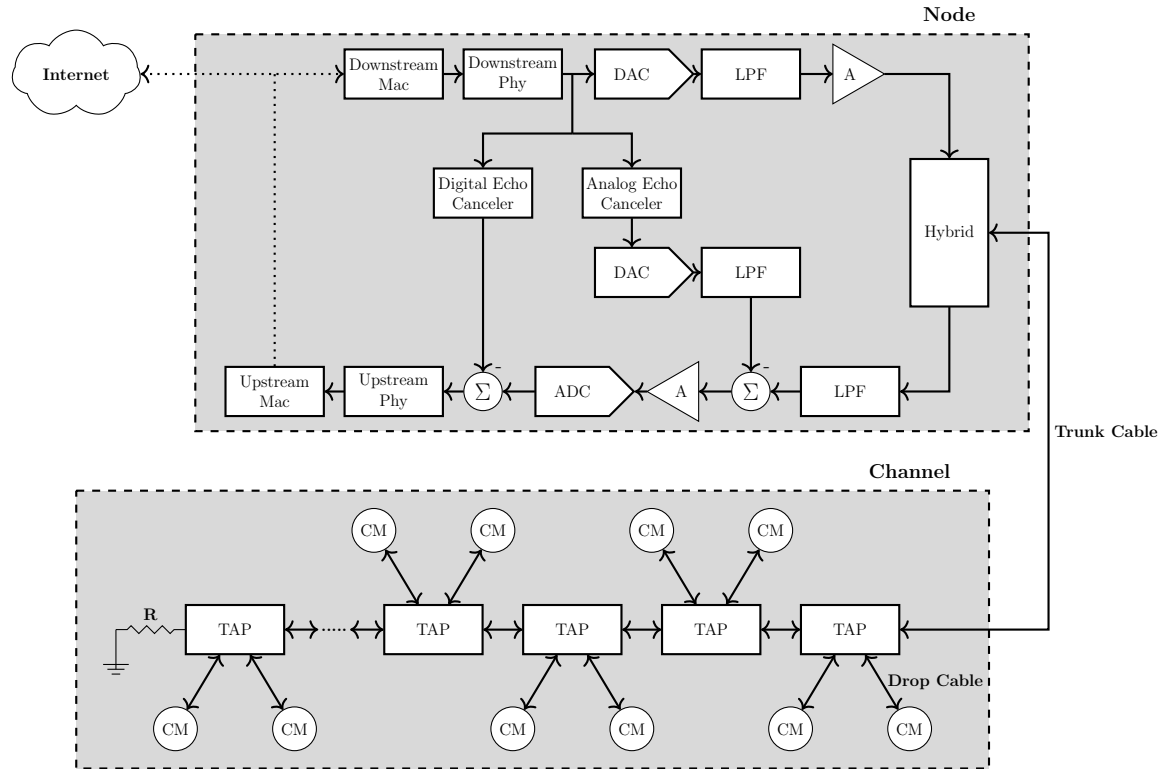 Node
Internet
Downstream
Mac
Downstream
Phy
DAC
LPF
A
Digital Echo
Canceler
Analog Echo
Canceler
Hybrid
DAC
LPF
-
-
Upstream
Mac
Upstream
Phy
Σ
ADC
A
Σ
LPF
Trunk Cable
Channel
CM
CM
CM
CM
R
TAP
TAP
TAP
TAP
TAP
Drop Cable
CM
CM
CM
CM
CM
CM